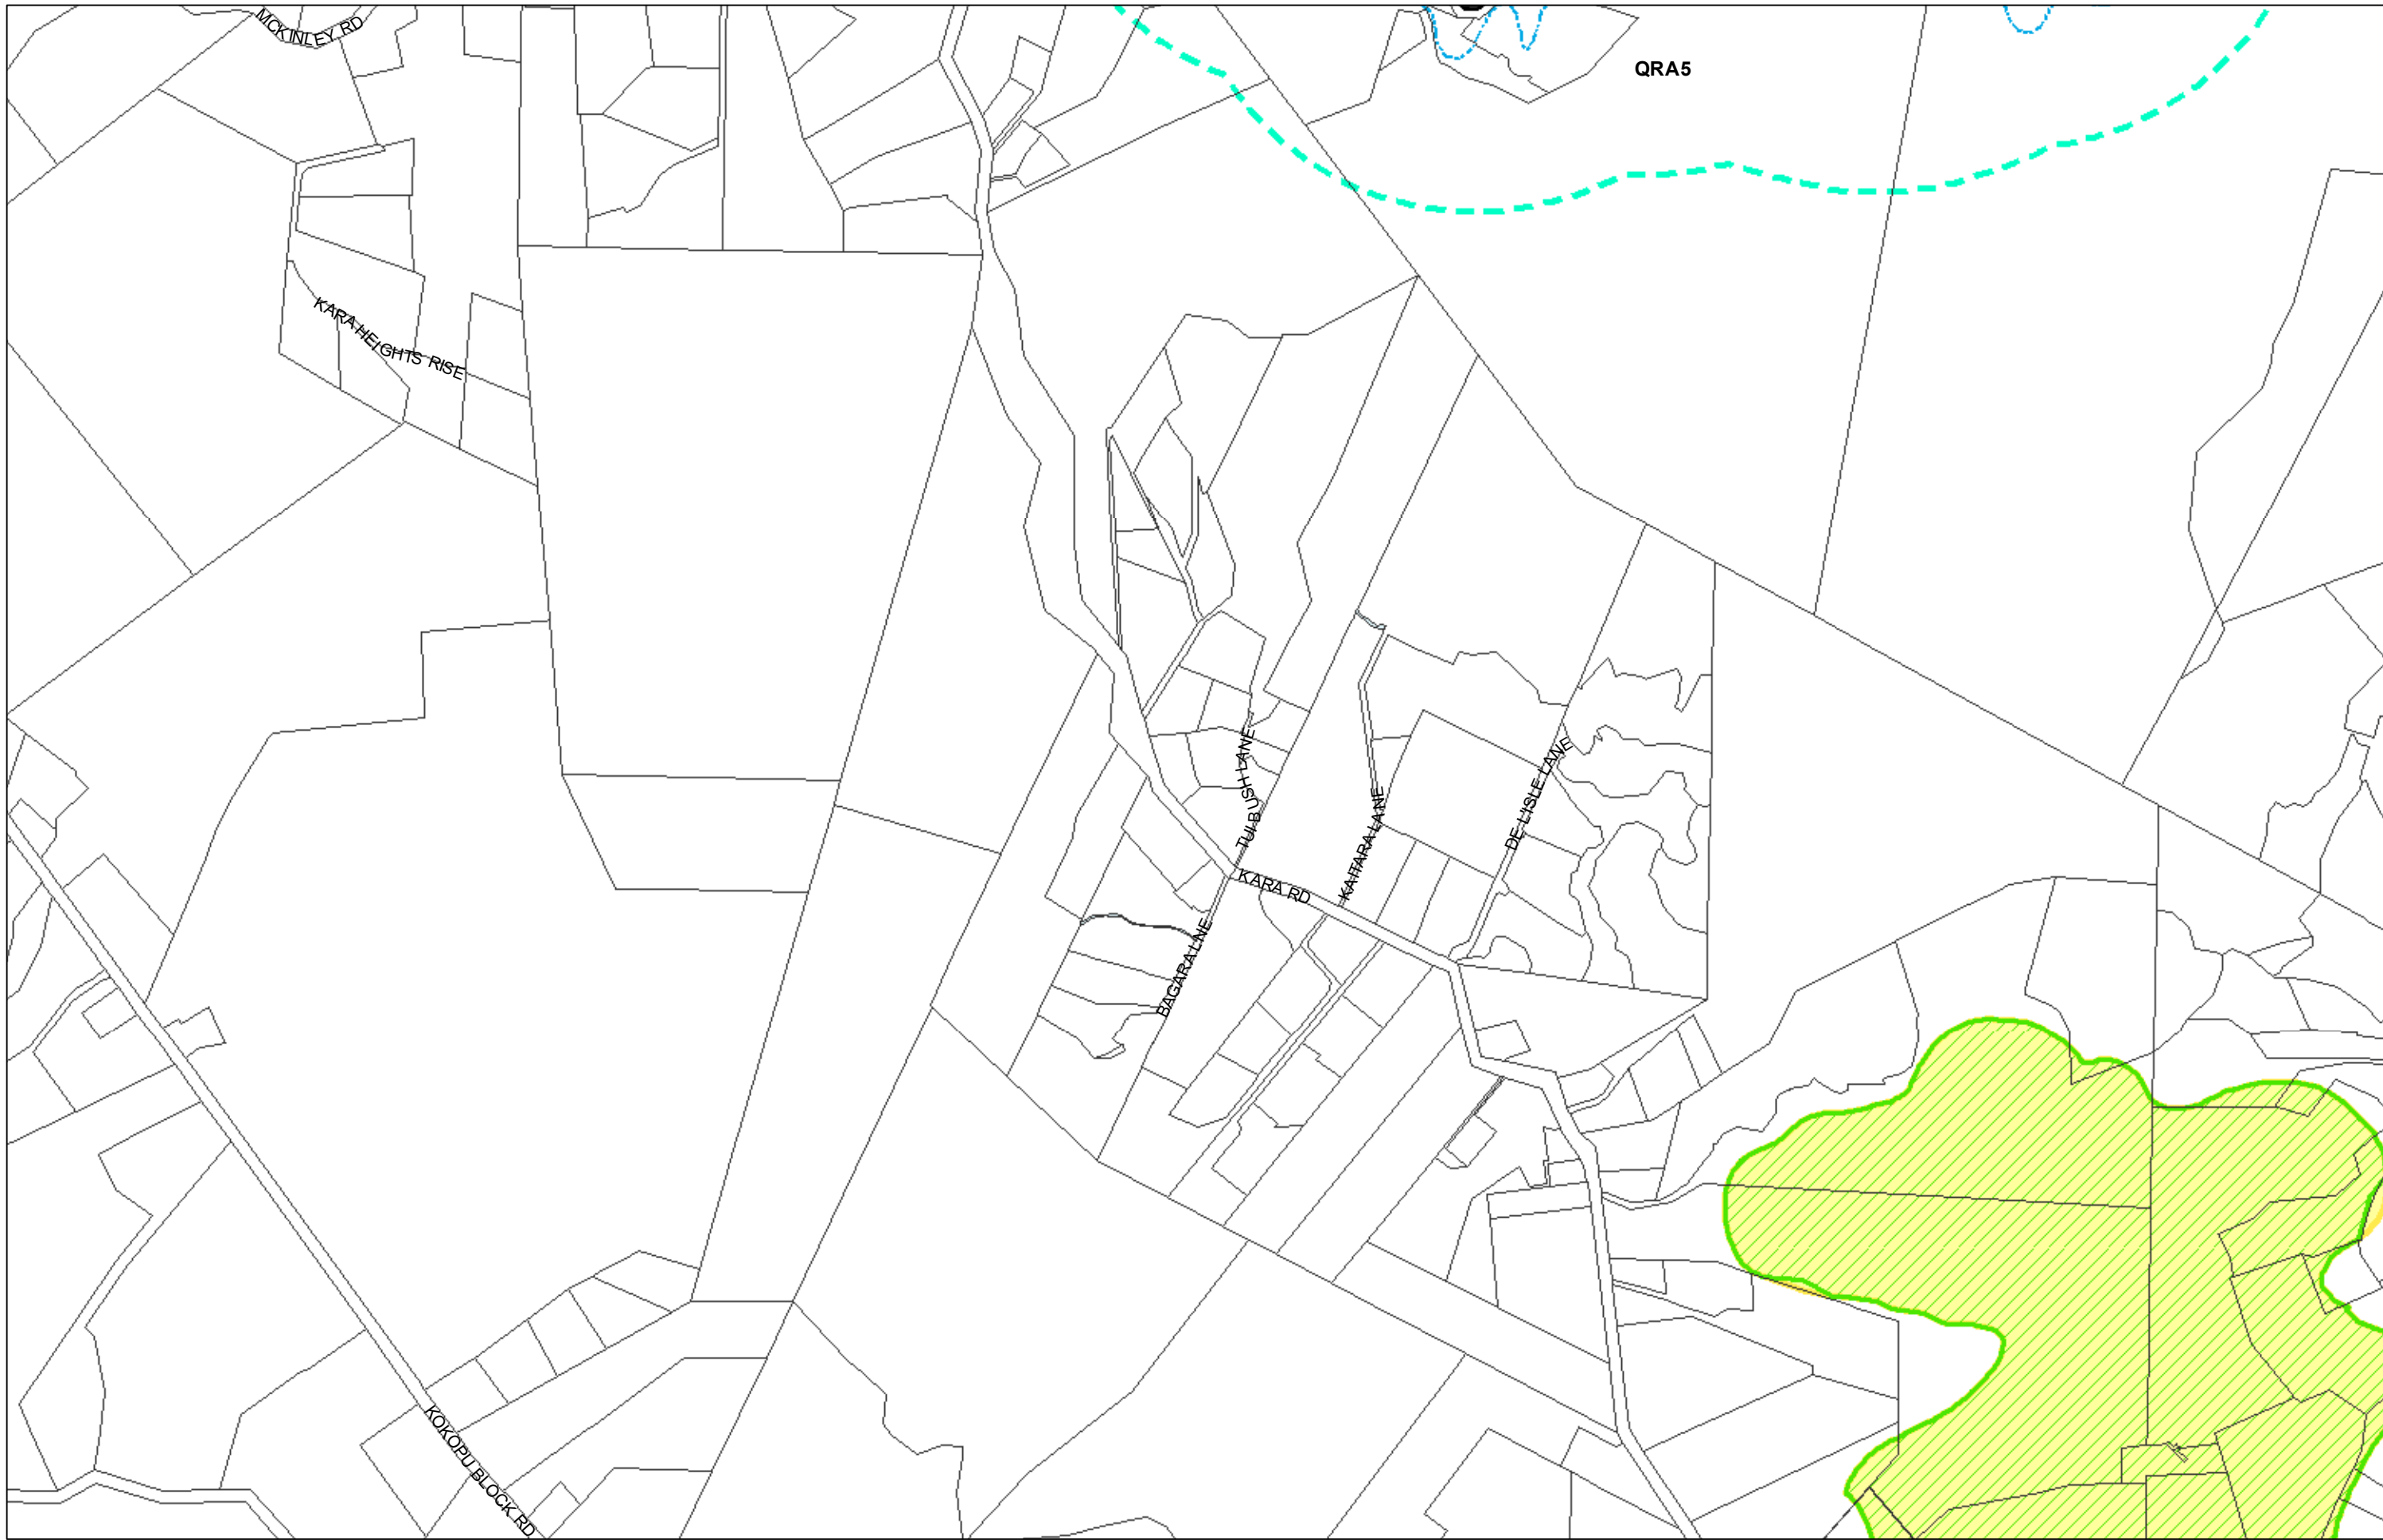 MCKINLEY RD
QRA5
KARA HEIGHTS RISE
TUI BUSH LANE
KAITARA LANE
DE L'ISLE LANE
KARA RD
BAGARA LNE
KOKOPU BLOCK RD